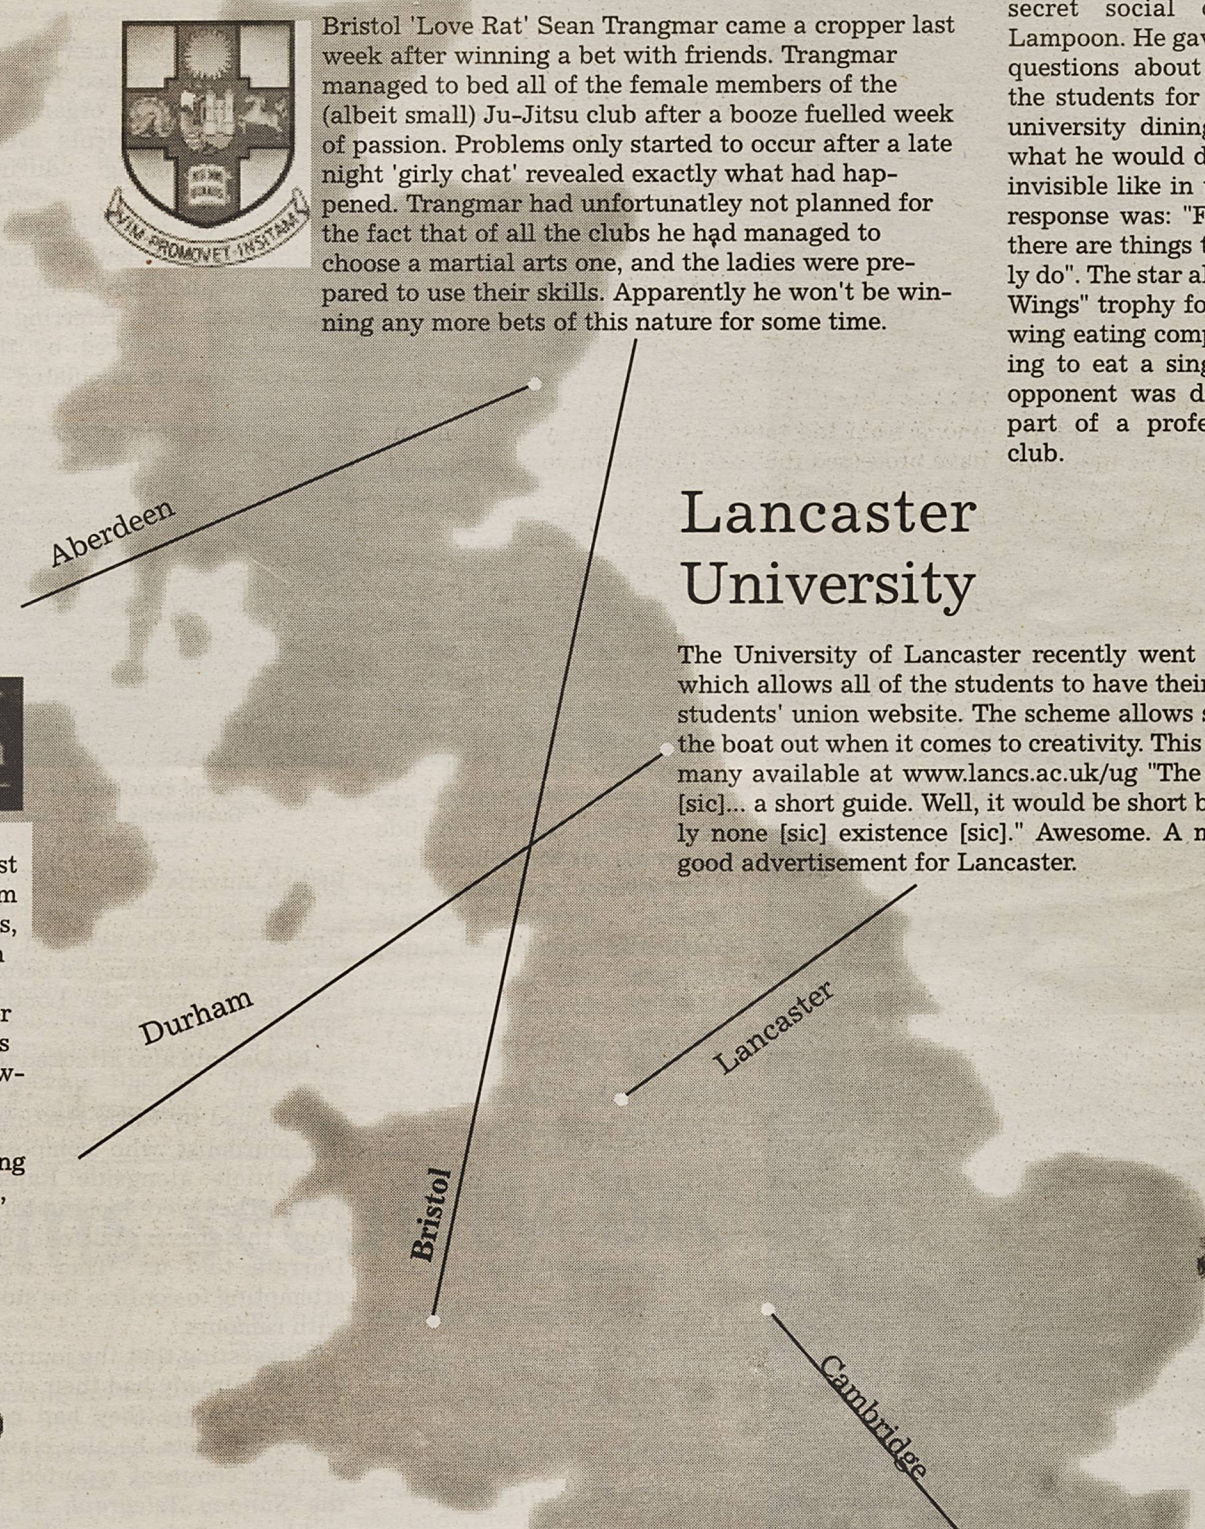 VIM PROMOVET INSITAM
Bristol 'Love Rat' Sean Trangmar came a cropper last
week after winning a bet with friends. Trangmar
managed to bed all of the female members of the
(albeit small) Ju-Jitsu club after a booze fuelled week
of passion. Problems only started to occur after a late
night 'girly chat' revealed exactly what had hap-
pened. Trangmar had unfortunatley not planned for
the fact that of all the clubs he had managed to
choose a martial arts one, and the ladies were pre-
pared to use their skills. Apparently he won't be win-
ning any more bets of this nature for some time.
secret social
Lampoon. He gav
questions about
the students for
university dining
what he would d
invisible like in
response was: "F
there are things t
ly do". The star al
Wings" trophy fo
wing eating comp
ing to eat a sing
opponent was d
part of a profe
club.
Aberdeen
Lancaster
University
The University of Lancaster recently went
which allows all of the students to have their
students' union website. The scheme allows s
the boat out when it comes to creativity. This
many available at www.lancs.ac.uk/ug "The
[sic]... a short guide. Well, it would be short b
ly none [sic] existence [sic]." Awesome. A n
good advertisement for Lancaster.
st
m
s,
r
s
w-
ng
,
Durham
Lancaster
Bristol
Cambridge